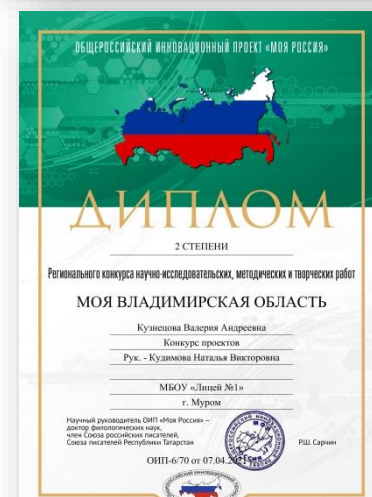 ОБЩЕРОССИЙСКИЙ ИННОВАЦИОННЫЙ ПРОЕКТ «МОЯ РОССИЯ»
ДИПЛОМ
2 СТЕПЕНИ
Регионального конкурса научно-исследовательских, методических и творческих работ
МОЯ ВЛАДИМИРСКАЯ ОБЛАСТЬ
Кузнецова Валерия Андреевна
Конкурс проектов
Рук. - Кудимова Наталья Викторовна
МБОУ «Лицей №1»
г. Муром
Научный руководитель ОИП «Моя Россия» –
доктор филологических наук,
член Союза российских писателей,
Союза писателей Республики Татарстан
Р.Ш. Сарчин
ОИП-6/70 от 07.04.2021